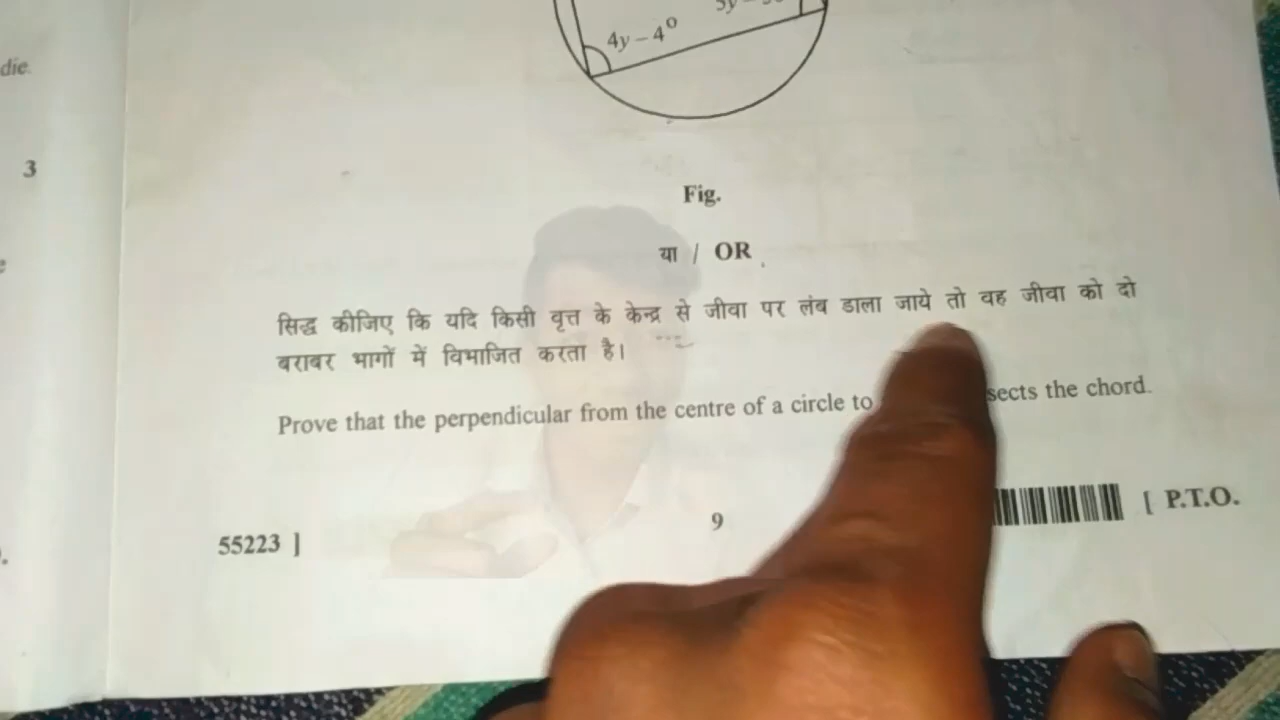 die.
3
4y – 4°
Fig.
या / OR
सिद्ध कीजिए कि यदि किसी वृत्त के केन्द्र से जीवा पर लंब डाला जाये तो वह जीवा को दो
बराबर भागों में विभाजित करता है।
Prove that the perpendicular from the centre of a circle to sects the chord.
55223 ]
9
[ P.T.O.